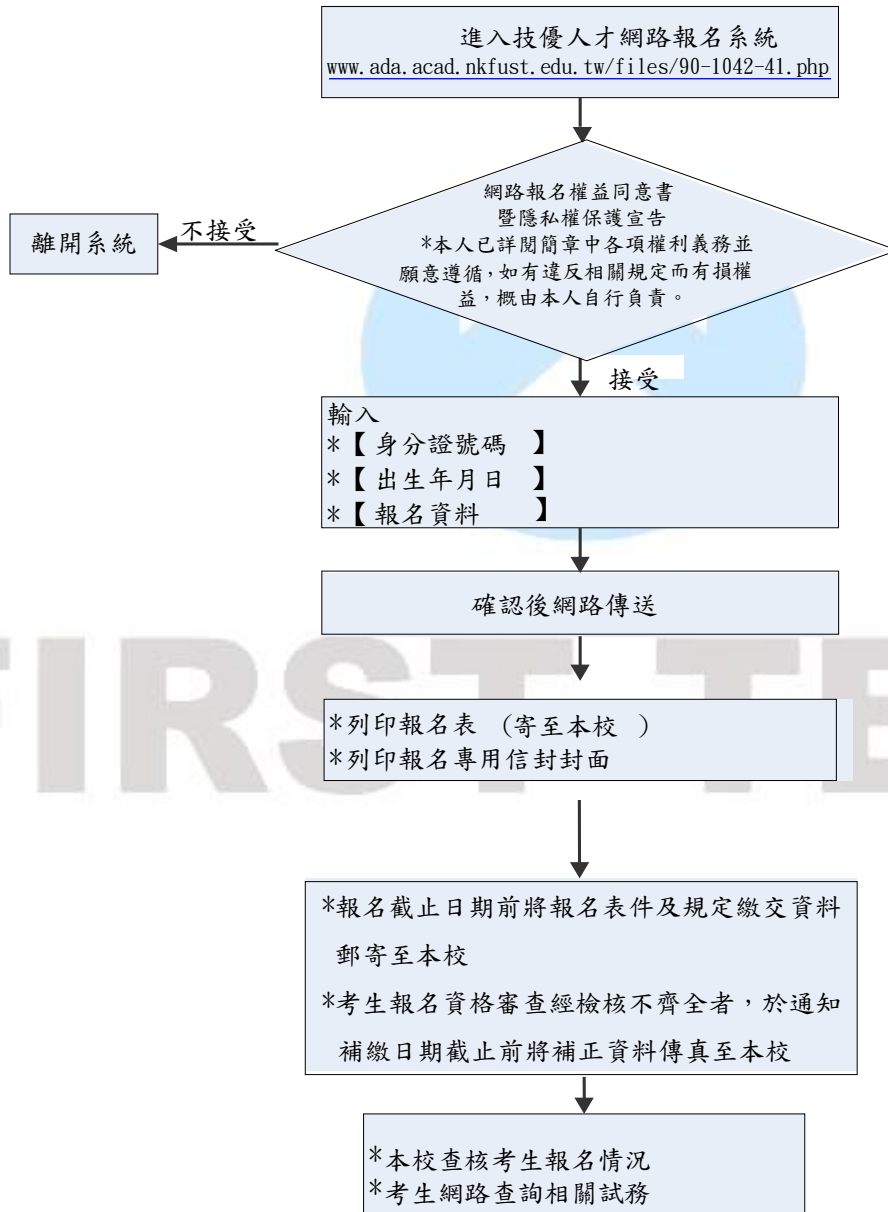 進入技優人才網路報名系統
www.ada.acad.nkfust.edu.tw/files/90-1042-41.php
網路報名權益同意書
暨隱私權保護宣告
*本人已詳閱簡章中各項權利義務並
願意遵循,如有違反相關規定而有損權
益,概由本人自行負責。
不接受
離開系統
接受
輸入
*【 身分證號碼 】
*【 出生年月日 】
*【 報名資料 】
確認後網路傳送
FIRST TE
*列印報名表 (寄至本校 )
*列印報名專用信封封面
*報名截止日期前將報名表件及規定繳交資料
郵寄至本校
*考生報名資格審查經檢核不齊全者,於通知
補繳日期截止前將補正資料傳真至本校
*本校查核考生報名情況
*考生網路查詢相關試務